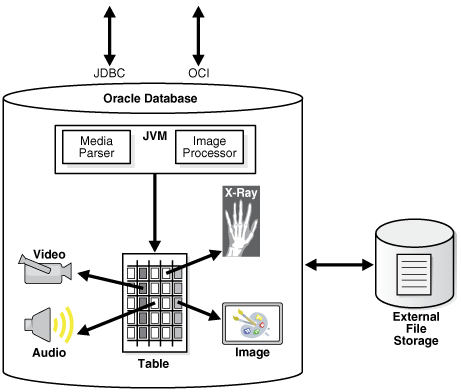 JDBC
OCI
Oracle Database
JVM
Media
Parser
Image
Processor
X-Ray
Video
Audio
Table
Image
External
File
Storage